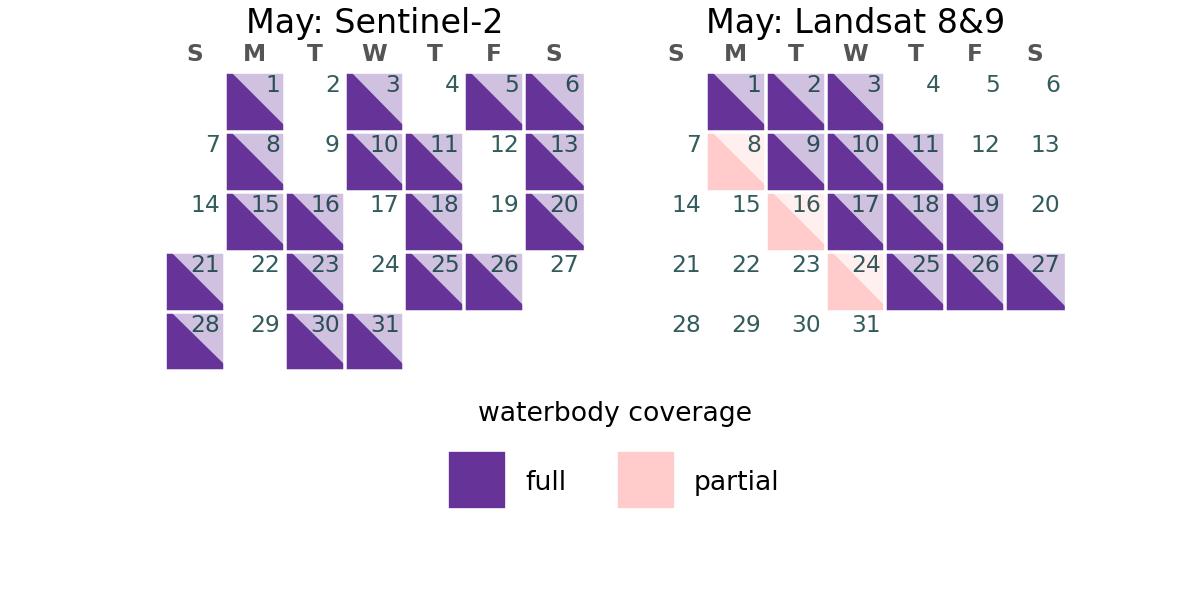 May: Sentinel-2
S M T W T F S
1 2 3 4 5 6
7 8 9 10 11 12 13
14 15 16 17 18 19 20
21 22 23 24 25 26 27
28 29 30 31
May: Landsat 8&9
S M T W T F S
1 2 3 4 5 6
7 8 9 10 11 12 13
14 15 16 17 18 19 20
21 22 23 24 25 26 27
28 29 30 31
waterbody coverage
full partial